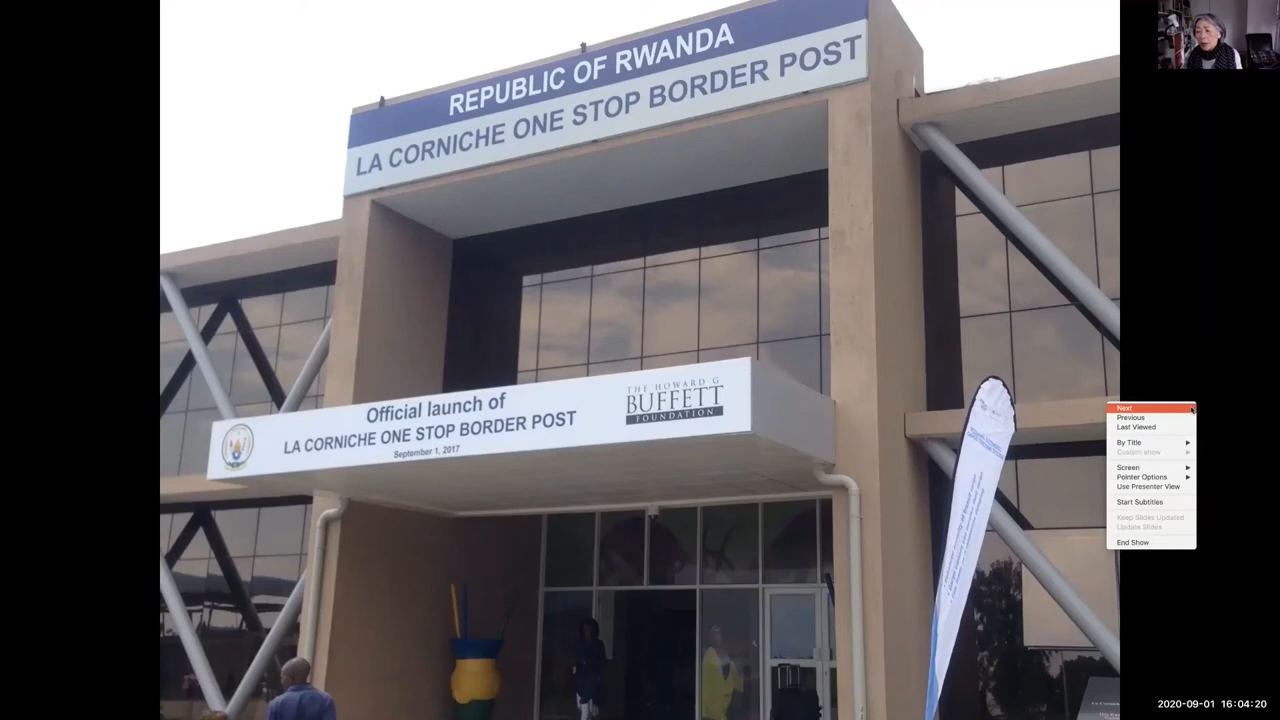 REPUBLIC OF RWANDA
LA CORNICHE ONE STOP BORDER POST
Official launch of
LA CORNICHE ONE STOP BORDER POST
September 1, 2017
THE HOWARD G
BUFFETT
FOUNDATION
Next
Previous
Last Viewed
By Title
Custom show
Screen
Pointer Options
Use Presenter View
Start Subtitles
Keep Slides Updated
Update Slides
End Show
2020-09-01 16:04:20